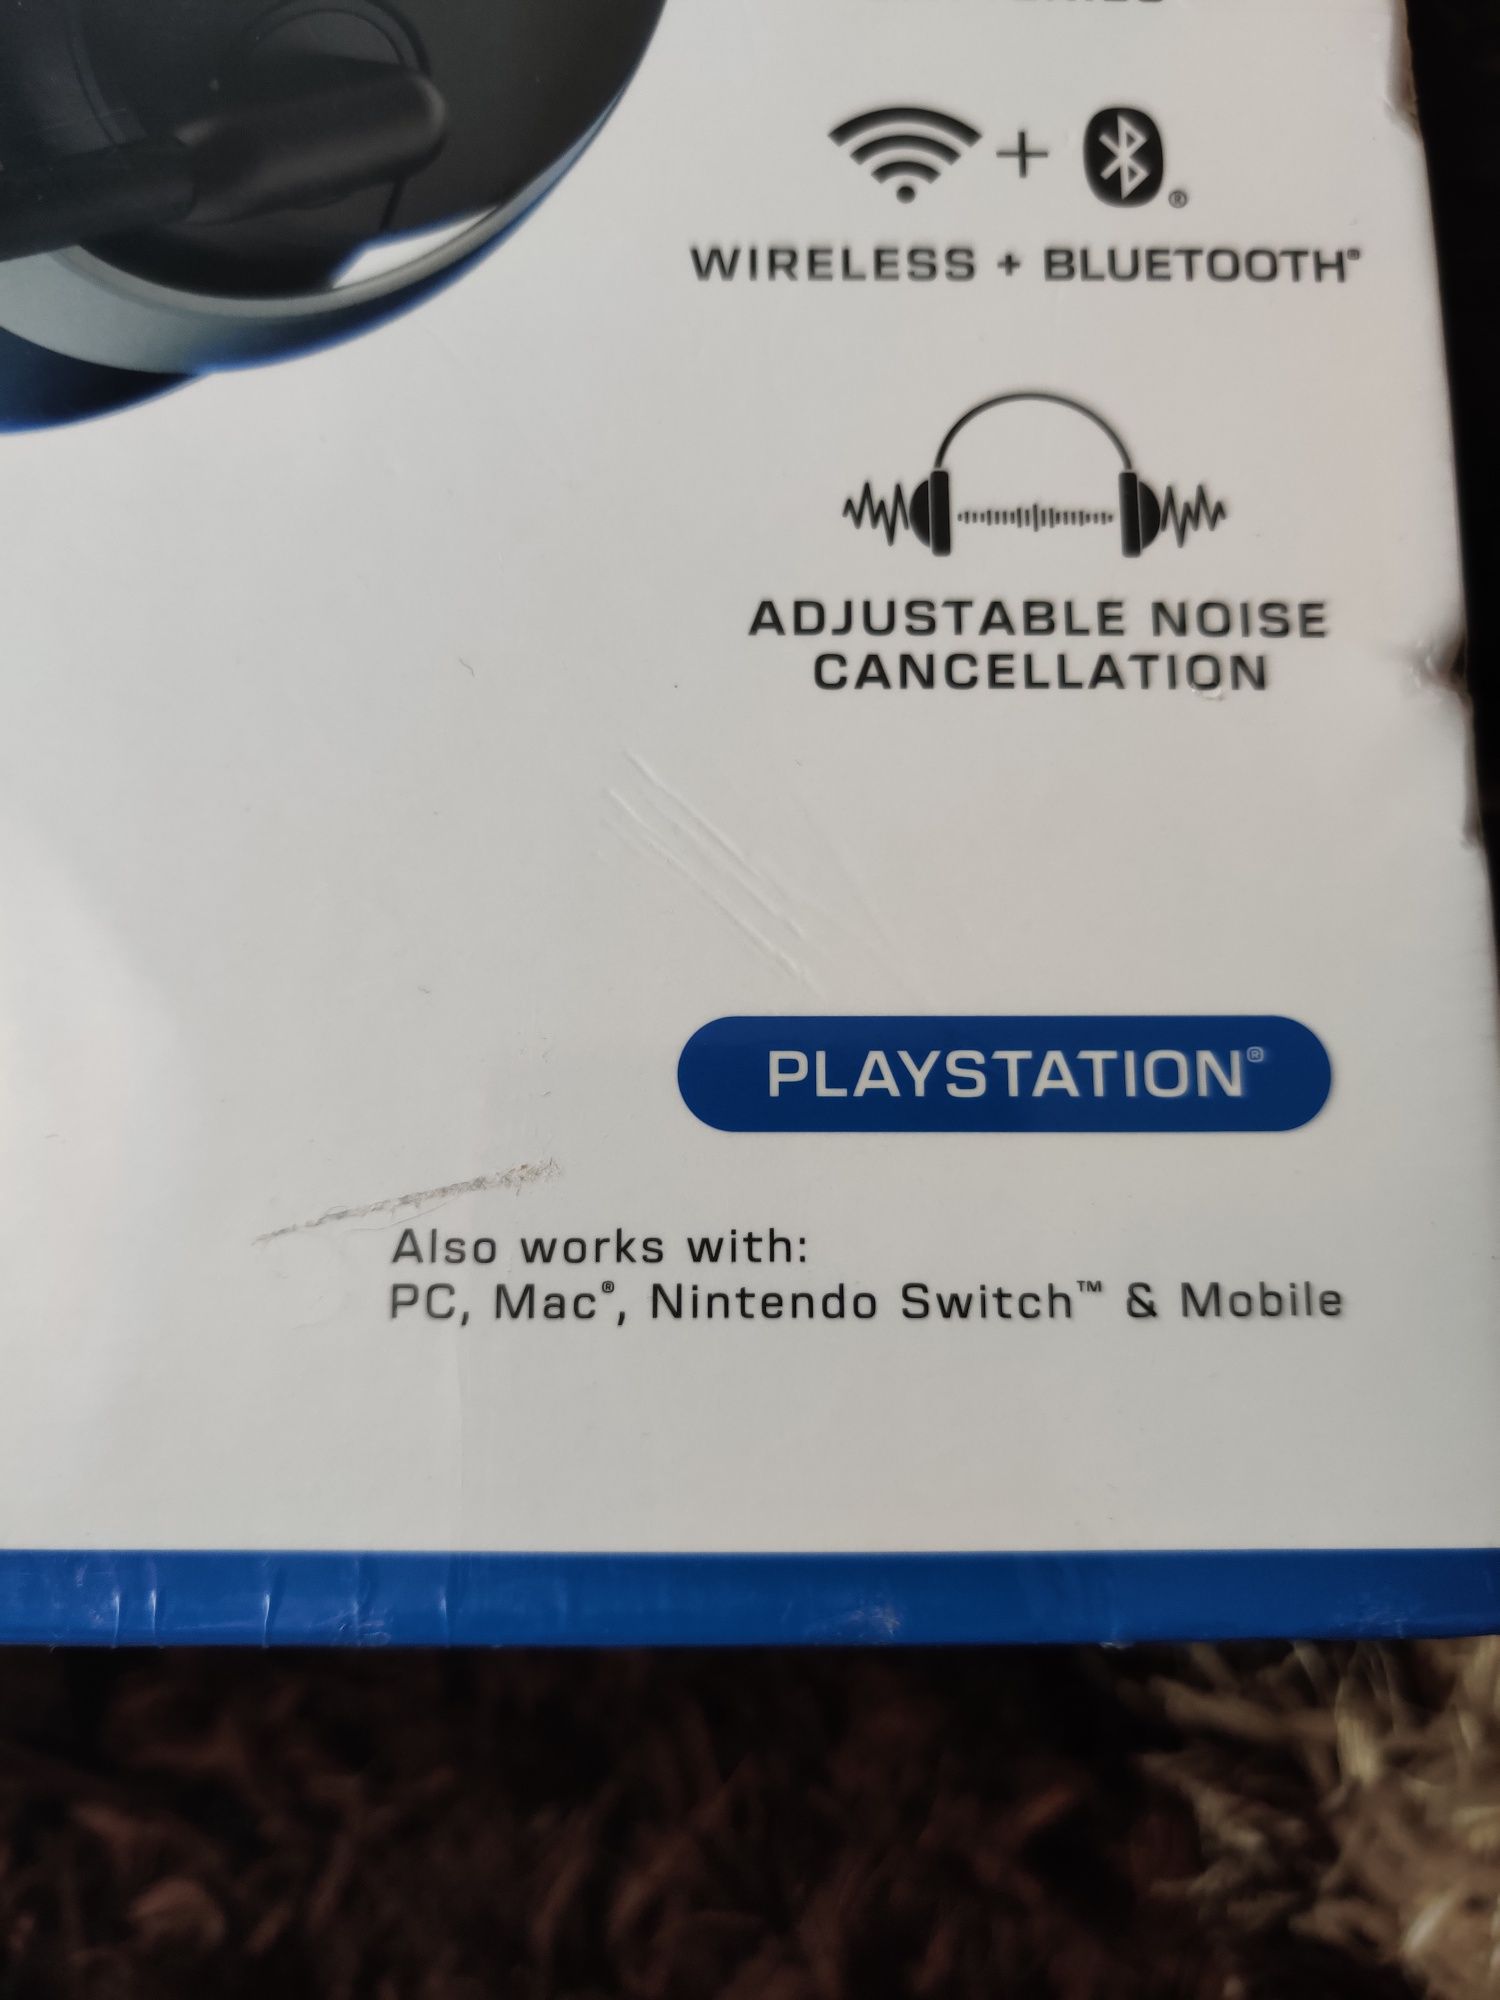 WIRELESS + BLUETOOTH®
ADJUSTABLE NOISE
CANCELLATION
PLAYSTATION®
Also works with:
PC, Mac®, Nintendo Switch™ & Mobile